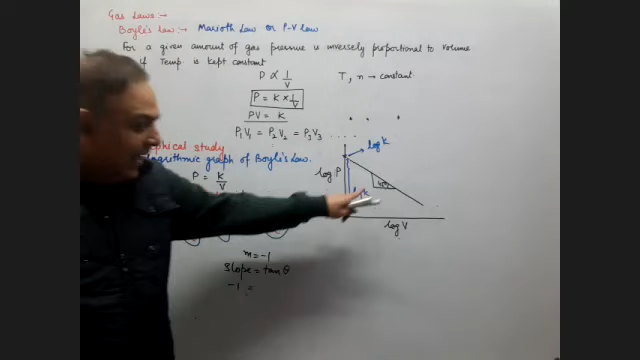 Gas Laws :→
Boyle's Law :→ Marioth Law or P-V law
For a given amount of gas pressure is inversely proportional to volume
if Temp is kept constant
P ∝ 1/V T, n → constant
P = K × 1/V
PV = K
P₁V₁ = P₂V₂ = P₃V₃ .....
study
logarithmic graph of Boyle's Law.
P = K/V
log K
log P
45°
log V
m = -1
Slope = tan θ
-1 =